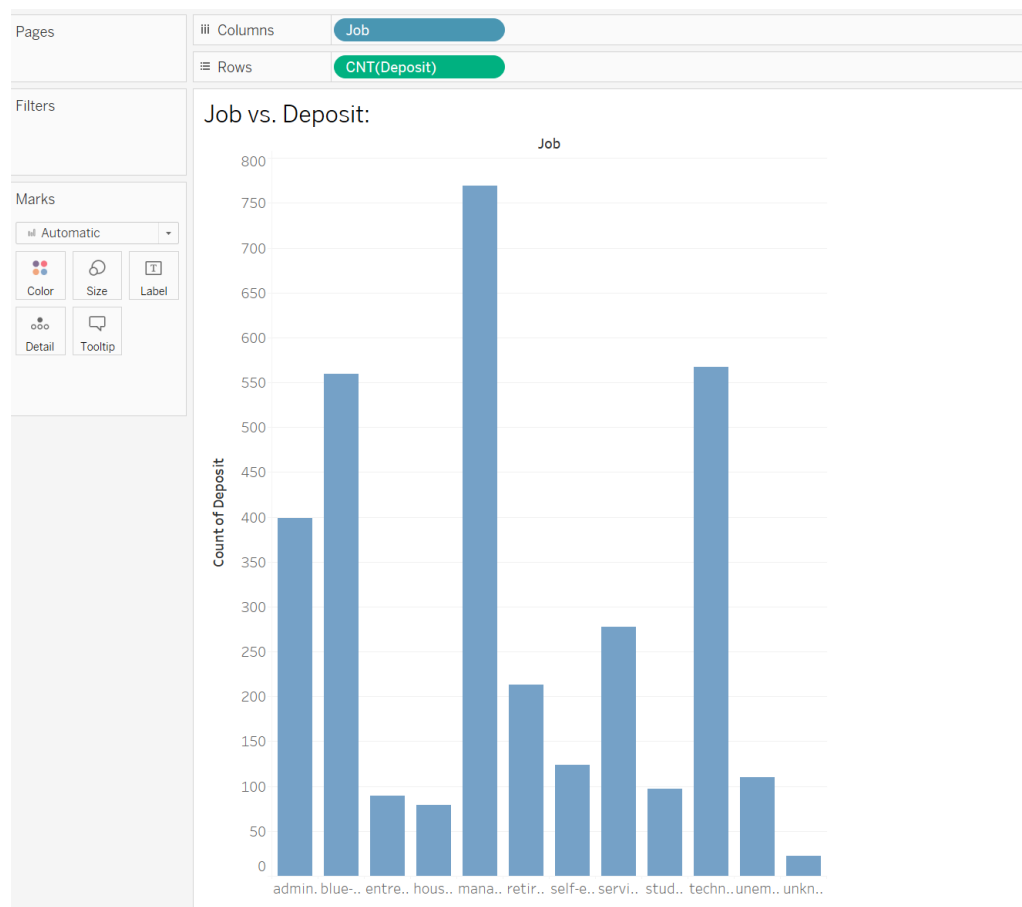 Pages
Columns
Job
Rows
CNT(Deposit)
Filters
Marks
Automatic
Color
Size
Label
Detail
Tooltip
Job vs. Deposit:
Job
800
750
700
650
600
550
500
450
400
350
300
250
200
150
100
50
0
Count of Deposit
admin. blue-.. entre.. hous.. mana.. retir.. self-e.. servi.. stud.. techn.. unem.. unkn..